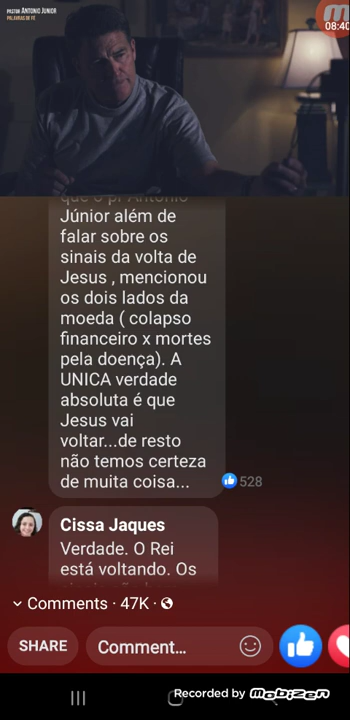 PASTOR ANTONIO JUNIOR
PALAVRAS DE FÉ
08:40
que o pr Antonio
Júnior além de
falar sobre os
sinais da volta de
Jesus , mencionou
os dois lados da
moeda ( colapso
financeiro x mortes
pela doença). A
UNICA verdade
absoluta é que
Jesus vai
voltar...de resto
não temos certeza
de muita coisa...
528
Cissa Jaques
Verdade. O Rei
está voltando. Os
Comments · 47K ·
SHARE
Comment...
Recorded by Mobizen